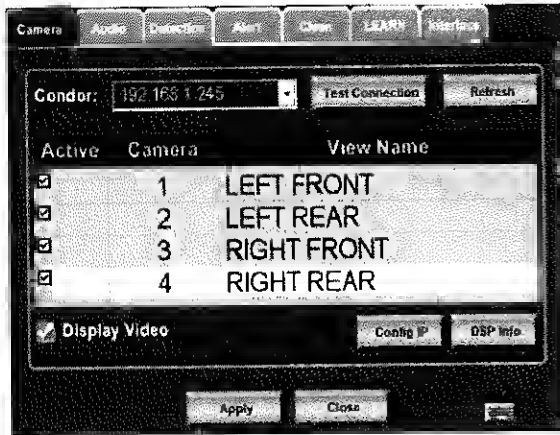 Camera Audio Detection Alert Clean LEARN Interface
Condor: 192.168.1.245 Test Connection Refresh
Active Camera View Name
1 LEFT FRONT
2 LEFT REAR
3 RIGHT FRONT
4 RIGHT REAR
Display Video Config IP DSP Info
Apply Close